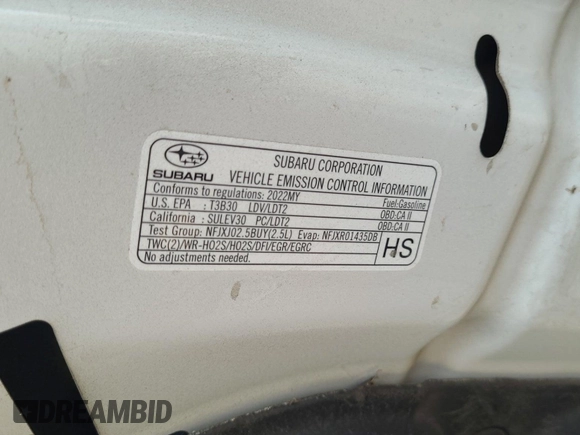 SUBARU
SUBARU CORPORATION
VEHICLE EMISSION CONTROL INFORMATION
Conforms to regulations: 2022MY Fuel:Gasoline
U.S. EPA : T3B30 LDV/LDT2 OBD:CA II
California : SULEV30 PC/LDT2 OBD:CA II
Test Group: NFJXJ02.5BUY(2.5L) Evap: NFJXR01435DB
TWC(2)/WR-HO2S/HO2S/DFI/EGR/EGRC
No adjustments needed.
HS
DREAMBID